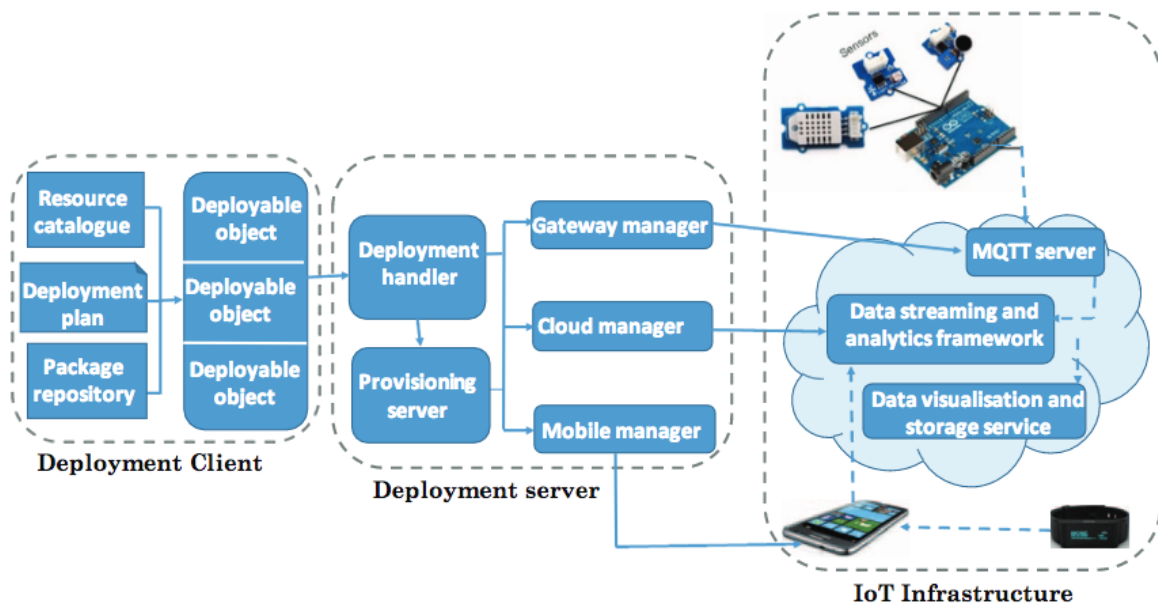 Sensors
Resource
catalogue
Deployment
plan
Package
repository
Deployable
object
Deployable
object
Deployable
object
Deployment Client
Deployment
handler
Provisioning
server
Gateway manager
Cloud manager
Mobile manager
Deployment server
MQTT server
Data streaming and
analytics framework
Data visualisation and
storage service
IoT Infrastructure